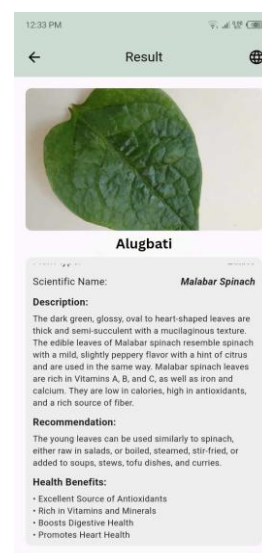 12:33 PM
Result
Alugbati
Scientific Name: Malabar Spinach
Description:
The dark green, glossy, oval to heart-shaped leaves are
thick and semi-succulent with a mucilaginous texture.
The edible leaves of Malabar spinach resemble spinach
with a mild, slightly peppery flavor with a hint of citrus
and are used in the same way. Malabar spinach leaves
are rich in Vitamins A, B, and C, as well as iron and
calcium. They are low in calories, high in antioxidants,
and a rich source of fiber.
Recommendation:
The young leaves can be used similarly to spinach,
either raw in salads, or boiled, steamed, stir-fried, or
added to soups, stews, tofu dishes, and curries.
Health Benefits:
• Excellent Source of Antioxidants
• Rich in Vitamins and Minerals
• Boosts Digestive Health
• Promotes Heart Health